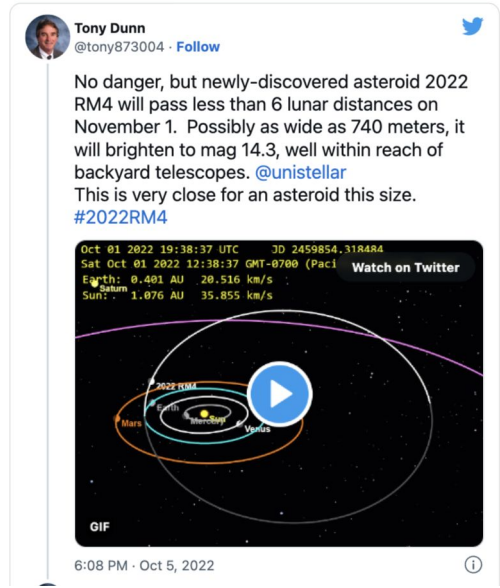 Tony Dunn
@tony873004 · Follow
No danger, but newly-discovered asteroid 2022
RM4 will pass less than 6 lunar distances on
November 1. Possibly as wide as 740 meters, it
will brighten to mag 14.3, well within reach of
backyard telescopes. @unistellar
This is very close for an asteroid this size.
#2022RM4
Oct 01 2022 19:38:37 UTC JD 2459854.318484
Sat Oct 01 2022 12:38:37 GMT-0700 (Paci
Watch on Twitter
Earth: 0.401 AU 20.516 km/s
Saturn
Sun: 1.076 AU 35.855 km/s
2022 RM4
Earth
Mars
Mercury
Sun
Venus
GIF
6:08 PM · Oct 5, 2022